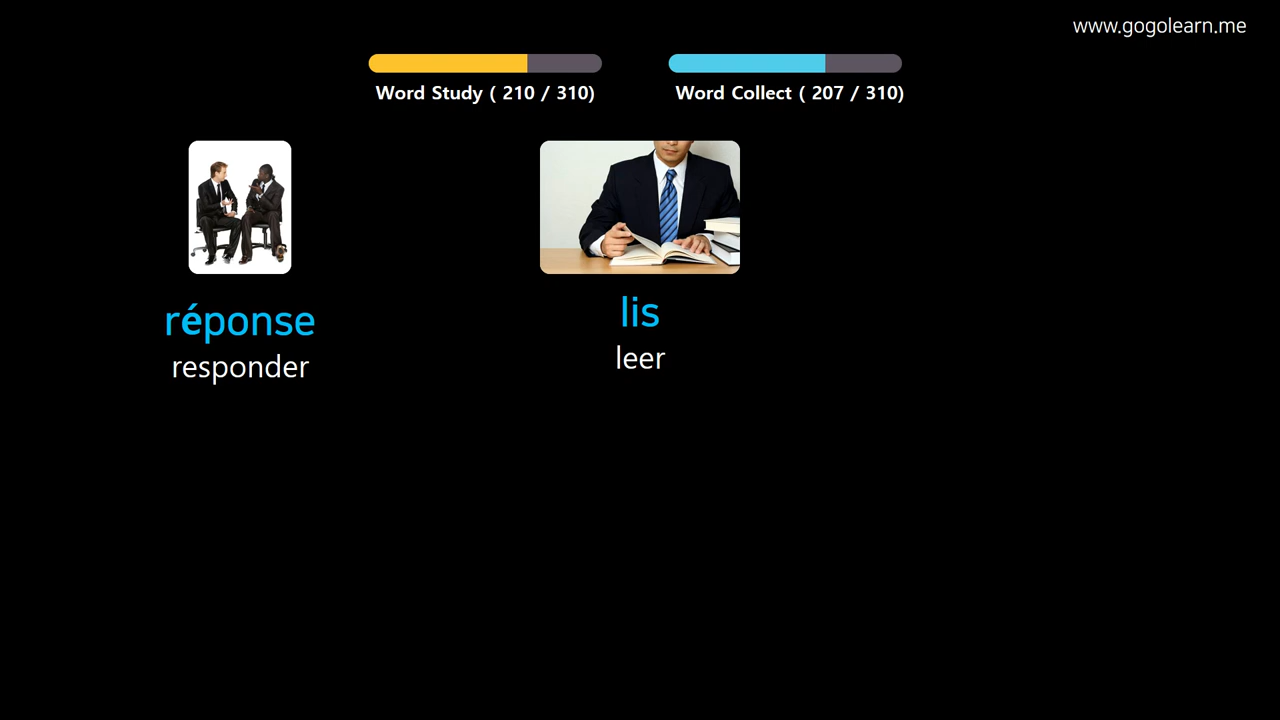 www.gogolearn.me
Word Study ( 210 / 310)
Word Collect ( 207 / 310)
réponse
responder
lis
leer